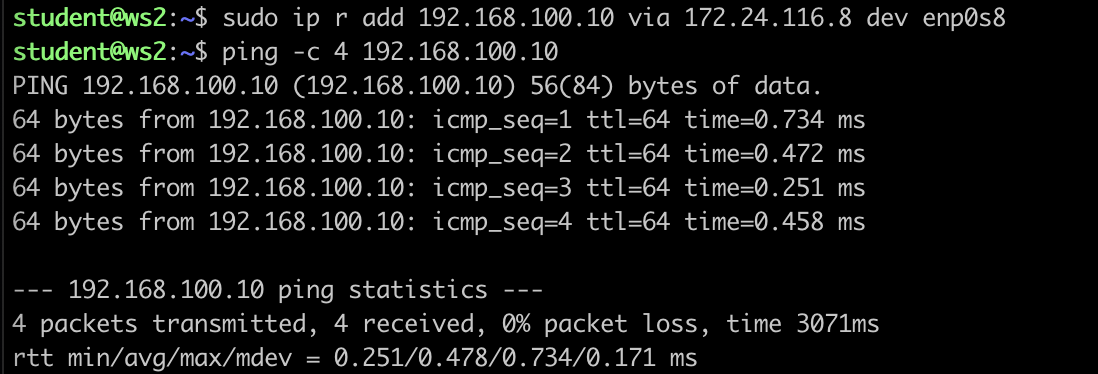 student@ws2:~$ sudo ip r add 192.168.100.10 via 172.24.116.8 dev enp0s8
student@ws2:~$ ping -c 4 192.168.100.10
PING 192.168.100.10 (192.168.100.10) 56(84) bytes of data.
64 bytes from 192.168.100.10: icmp_seq=1 ttl=64 time=0.734 ms
64 bytes from 192.168.100.10: icmp_seq=2 ttl=64 time=0.472 ms
64 bytes from 192.168.100.10: icmp_seq=3 ttl=64 time=0.251 ms
64 bytes from 192.168.100.10: icmp_seq=4 ttl=64 time=0.458 ms

--- 192.168.100.10 ping statistics ---
4 packets transmitted, 4 received, 0% packet loss, time 3071ms
rtt min/avg/max/mdev = 0.251/0.478/0.734/0.171 ms